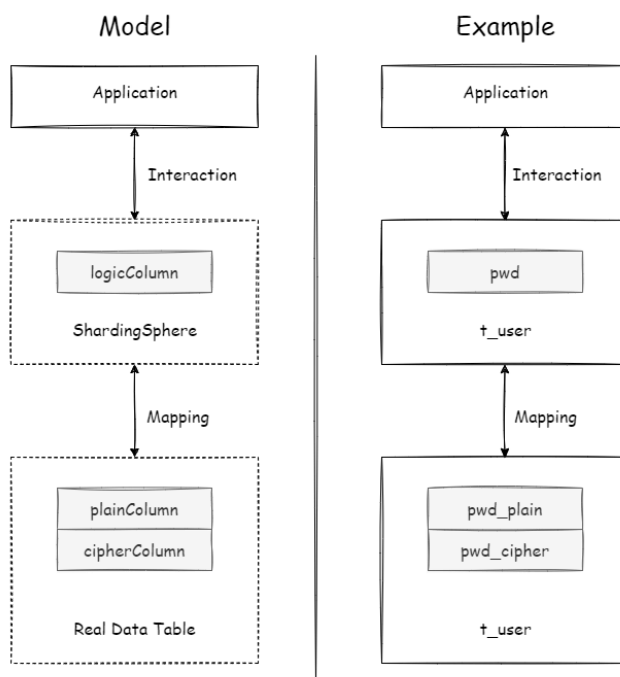 Model
Application
Interaction
logicColumn
ShardingSphere
Mapping
plainColumn
cipherColumn
Real Data Table
Example
Application
Interaction
pwd
t_user
Mapping
pwd_plain
pwd_cipher
t_user